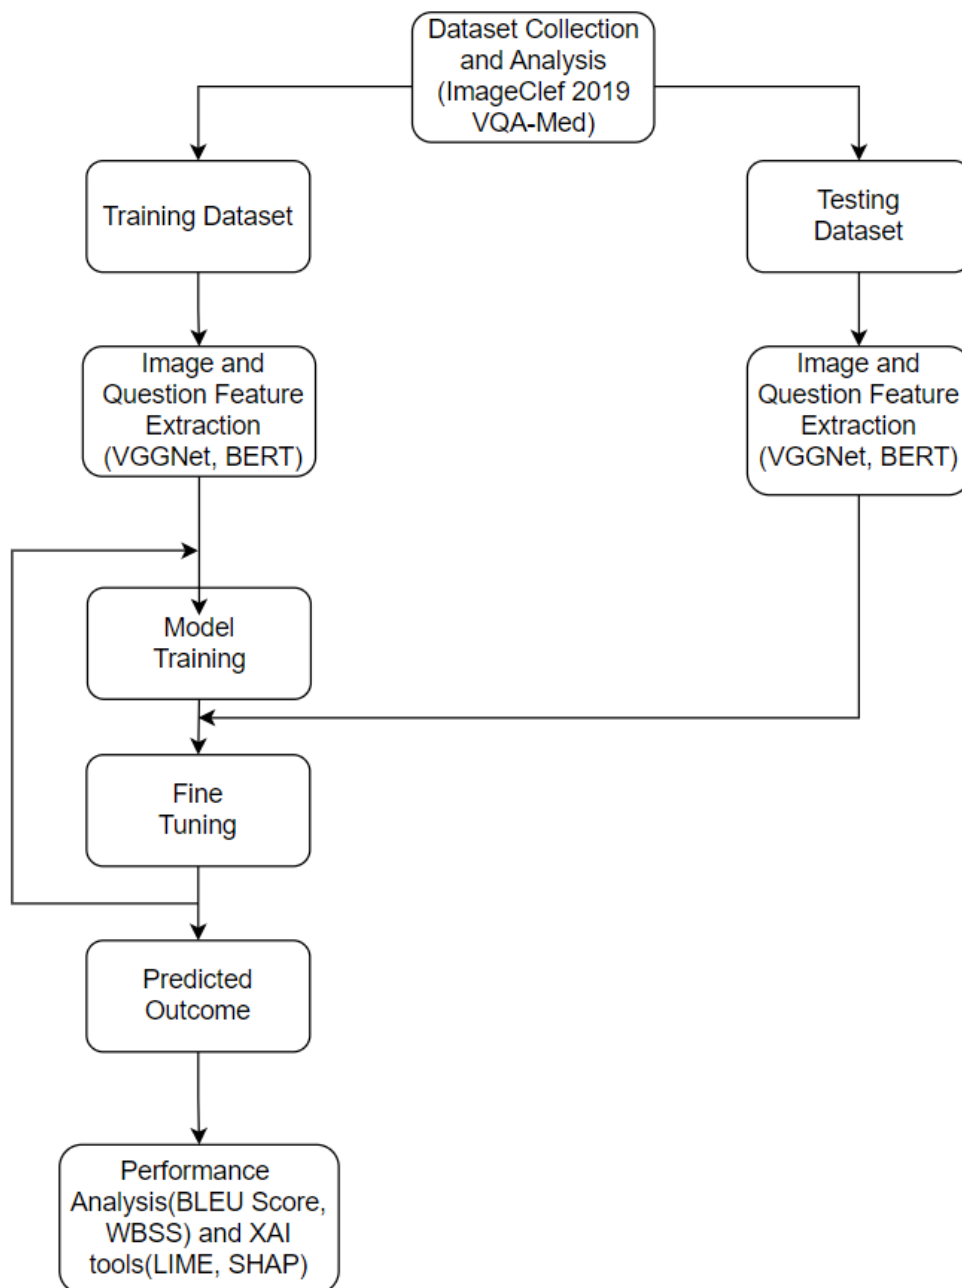 Dataset Collection
and Analysis
(ImageClef 2019
VQA-Med)
Training Dataset
Testing
Dataset
Image and
Question Feature
Extraction
(VGGNet, BERT)
Image and
Question Feature
Extraction
(VGGNet, BERT)
Model
Training
Fine
Tuning
Predicted
Outcome
Performance
Analysis(BLEU Score,
WBSS) and XAI
tools(LIME, SHAP)